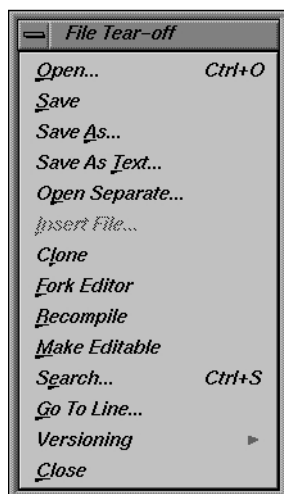 File Tear-off
Open... Ctrl+O
Save
Save As...
Save As Text...
Open Separate...
Insert File...
Clone
Fork Editor
Recompile
Make Editable
Search... Ctrl+S
Go To Line...
Versioning
Close